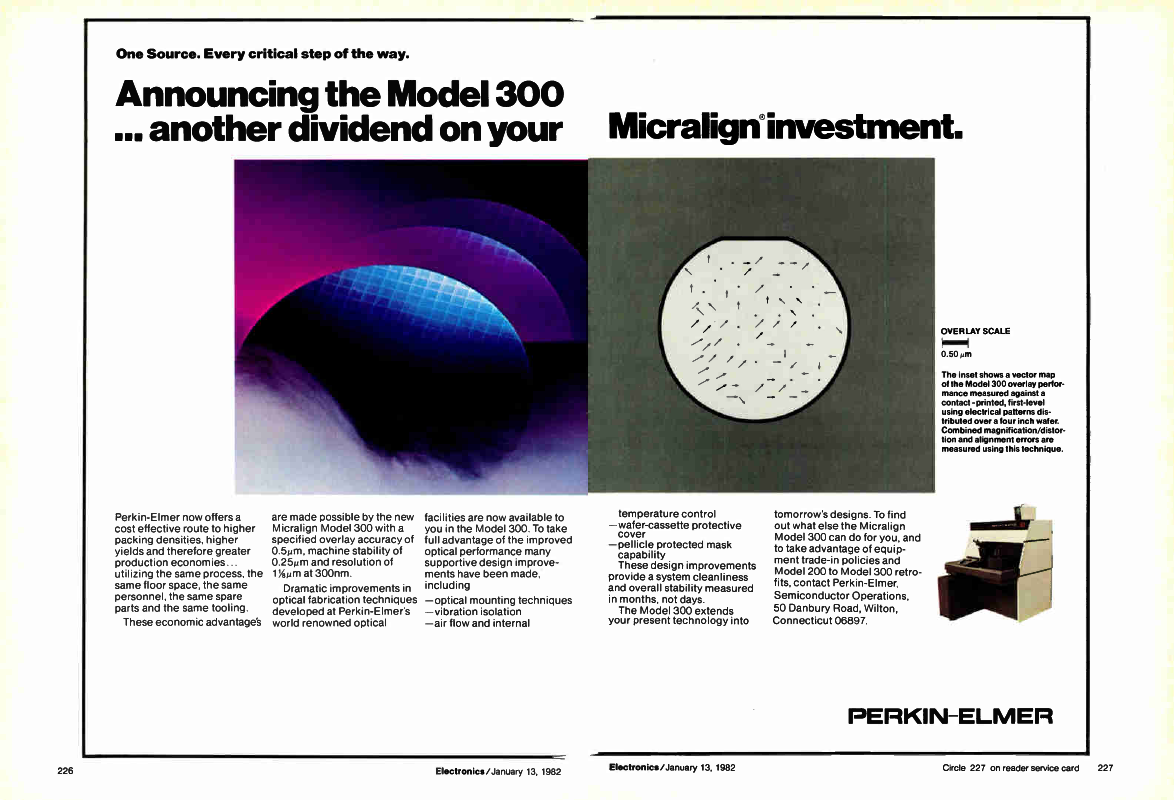 One Source. Every critical step of the way.
Announcing the Model 300
... another dividend on your
Micralign® investment.
OVERLAY SCALE
0.50 µm
The inset shows a vector map
of the Model 300 overlay perfor-
mance measured against a
contact-printed, first-level
using electrical patterns dis-
tributed over a four inch wafer.
Combined magnification/distor-
tion and alignment errors are
measured using this technique.
Perkin-Elmer now offers a
cost effective route to higher
packing densities, higher
yields and therefore greater
production economies...
utilizing the same process, the
same floor space, the same
personnel, the same spare
parts and the same tooling.
These economic advantages
are made possible by the new
Micralign Model 300 with a
specified overlay accuracy of
0.5µm, machine stability of
0.25µm and resolution of
at 300nm.
Dramatic improvements in
optical fabrication techniques
developed at Perkin-Elmer's
world renowned optical
facilities are now available to
you in the Model 300. To take
full advantage of the improved
optical performance many
supportive design improve-
ments have been made,
including
—optical mounting techniques
—vibration isolation
—air flow and internal
temperature control
—wafer-cassette protective
cover
—pellicle protected mask
capability
These design improvements
provide a system cleanliness
and overall stability measured
in months, not days.
The Model 300 extends
your present technology into
tomorrow's designs. To find
out what else the Micralign
Model 300 can do for you, and
to take advantage of equip-
ment trade-in policies and
Model 200 to Model 300 retro-
fits, contact Perkin-Elmer,
Semiconductor Operations,
50 Danbury Road, Wilton,
Connecticut 06897.
PERKIN-ELMER
226
Electronics/January 13, 1982
Electronics/January 13, 1982
Circle 227 on reader service card
227